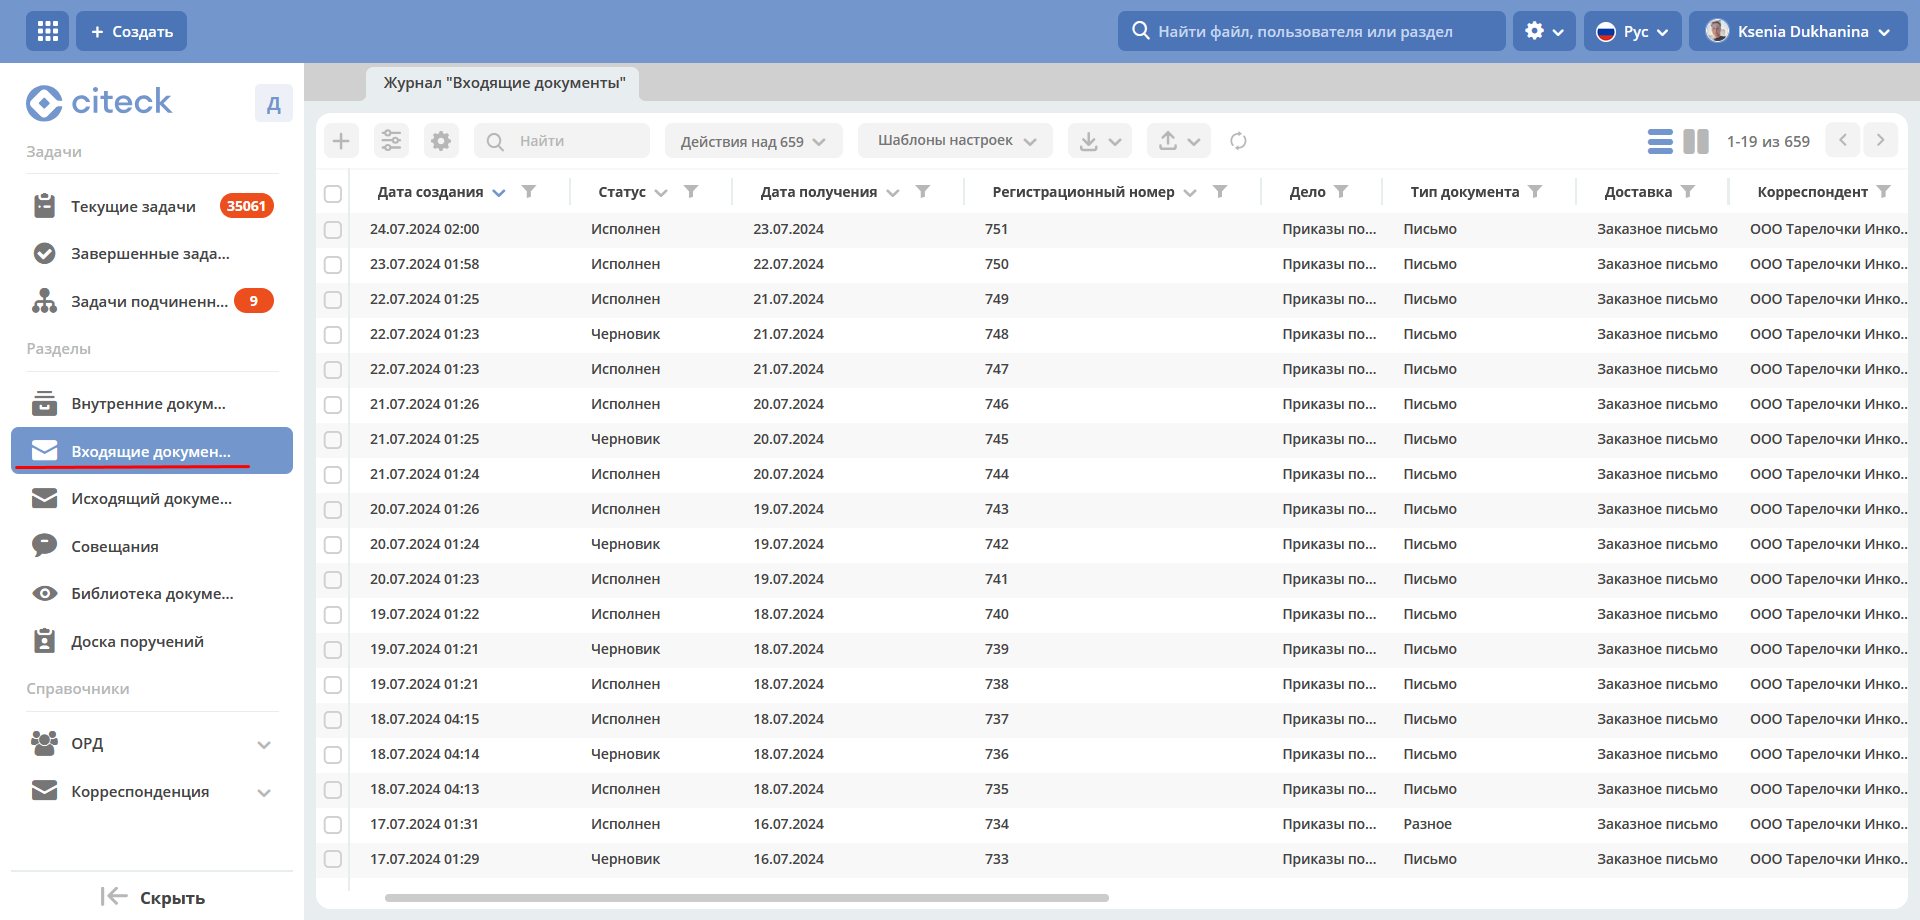 + Создать
Найти файл, пользователя или раздел
Рус
Ksenia Dukhanina
citeck
Д
Задачи
Текущие задачи 35061
Завершенные зада...
Задачи подчиненн... 9
Разделы
Внутренние докум...
Входящие докумен...
Исходящий докуме...
Совещания
Библиотека докуме...
Доска поручений
Справочники
ОРД
Корреспонденция
Скрыть
Журнал "Входящие документы"
Найти
Действия над 659
Шаблоны настроек
1-19 из 659
Дата создания Статус Дата получения Регистрационный номер Дело Тип документа Доставка Корреспондент
24.07.2024 02:00 Исполнен 23.07.2024 751 Приказы по... Письмо Заказное письмо ООО Тарелочки Инко..
23.07.2024 01:58 Исполнен 22.07.2024 750 Приказы по... Письмо Заказное письмо ООО Тарелочки Инко..
22.07.2024 01:25 Исполнен 21.07.2024 749 Приказы по... Письмо Заказное письмо ООО Тарелочки Инко..
22.07.2024 01:23 Черновик 21.07.2024 748 Приказы по... Письмо Заказное письмо ООО Тарелочки Инко..
22.07.2024 01:23 Исполнен 21.07.2024 747 Приказы по... Письмо Заказное письмо ООО Тарелочки Инко..
21.07.2024 01:26 Исполнен 20.07.2024 746 Приказы по... Письмо Заказное письмо ООО Тарелочки Инко..
21.07.2024 01:25 Черновик 20.07.2024 745 Приказы по... Письмо Заказное письмо ООО Тарелочки Инко..
21.07.2024 01:24 Исполнен 20.07.2024 744 Приказы по... Письмо Заказное письмо ООО Тарелочки Инко..
20.07.2024 01:26 Исполнен 19.07.2024 743 Приказы по... Письмо Заказное письмо ООО Тарелочки Инко..
20.07.2024 01:24 Черновик 19.07.2024 742 Приказы по... Письмо Заказное письмо ООО Тарелочки Инко..
20.07.2024 01:23 Исполнен 19.07.2024 741 Приказы по... Письмо Заказное письмо ООО Тарелочки Инко..
19.07.2024 01:22 Исполнен 18.07.2024 740 Приказы по... Письмо Заказное письмо ООО Тарелочки Инко..
19.07.2024 01:21 Черновик 18.07.2024 739 Приказы по... Письмо Заказное письмо ООО Тарелочки Инко..
19.07.2024 01:21 Исполнен 18.07.2024 738 Приказы по... Письмо Заказное письмо ООО Тарелочки Инко..
18.07.2024 04:15 Исполнен 18.07.2024 737 Приказы по... Письмо Заказное письмо ООО Тарелочки Инко..
18.07.2024 04:14 Черновик 18.07.2024 736 Приказы по... Письмо Заказное письмо ООО Тарелочки Инко..
18.07.2024 04:13 Исполнен 18.07.2024 735 Приказы по... Письмо Заказное письмо ООО Тарелочки Инко..
17.07.2024 01:31 Исполнен 16.07.2024 734 Приказы по... Разное Заказное письмо ООО Тарелочки Инко..
17.07.2024 01:29 Черновик 16.07.2024 733 Приказы по... Письмо Заказное письмо ООО Тарелочки Инко..